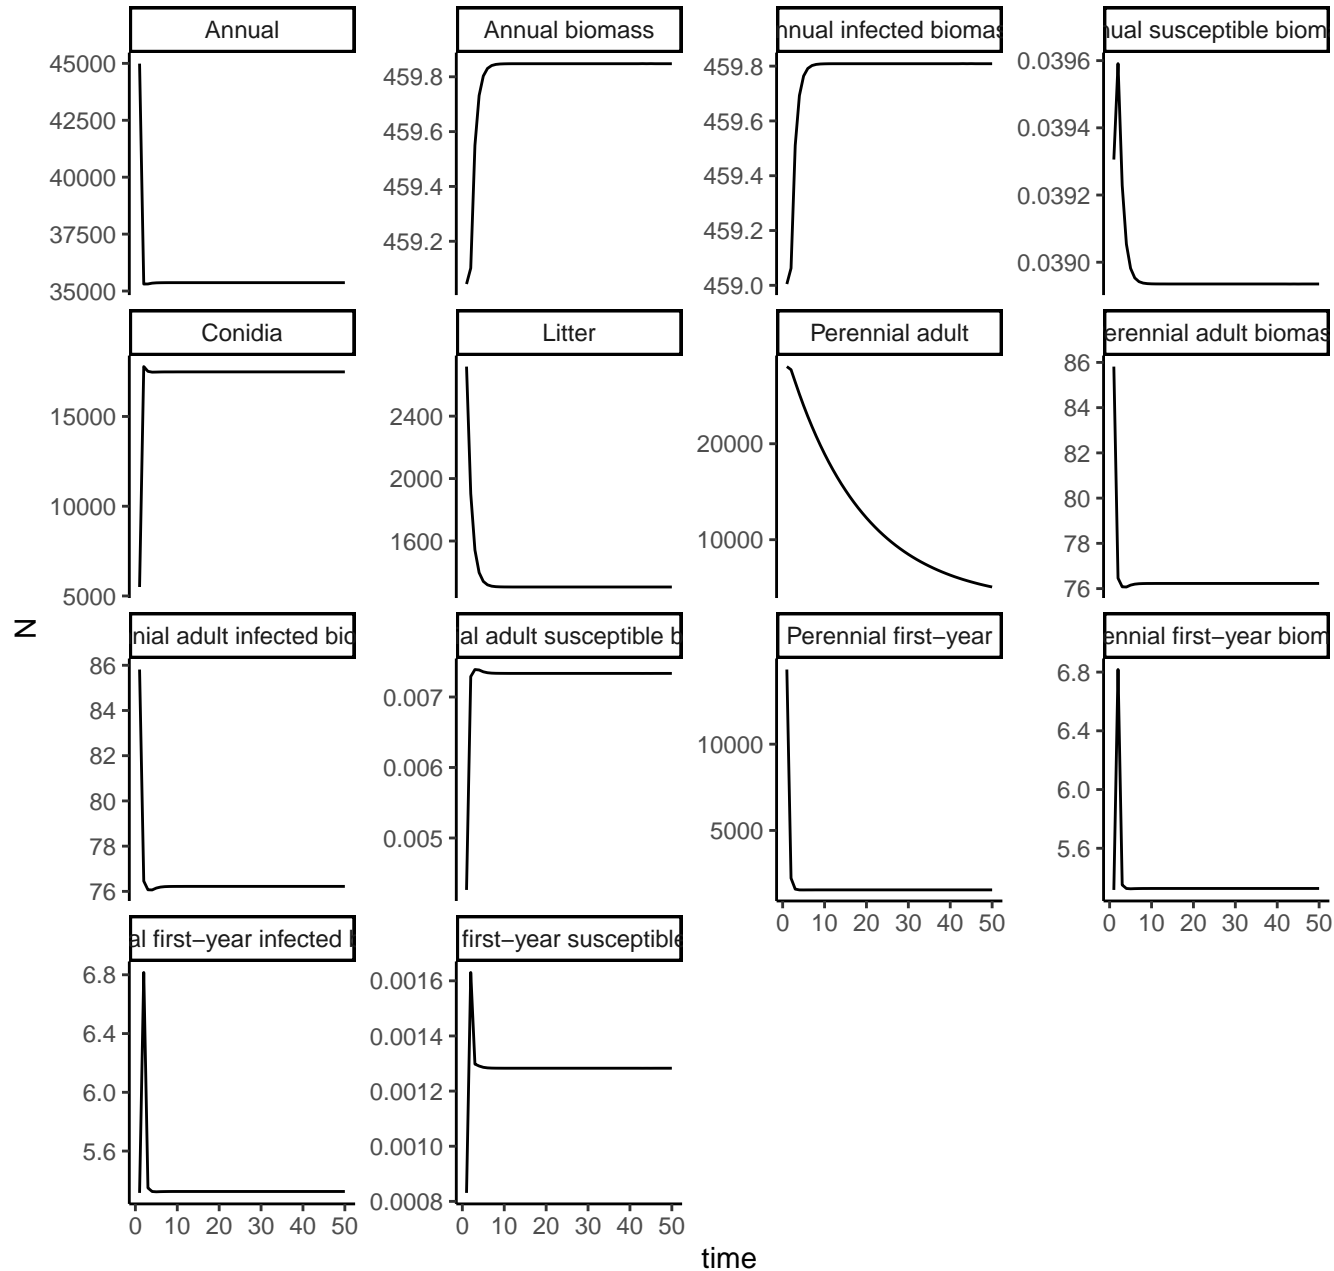 Annual
Annual biomass
nnual infected biomas
nual susceptible biom
45000
42500
40000
37500
35000
459.8
459.6
459.4
459.2
459.8
459.6
459.4
459.2
459.0
0.0396
0.0394
0.0392
0.0390
Conidia
Litter
Perennial adult
erennial adult biomas
15000
10000
5000
2400
2000
1600
20000
10000
86
84
82
80
78
76
nnial adult infected bio
al adult susceptible b
Perennial first−year
ennial first−year biom
86
84
82
80
78
76
0.007
0.006
0.005
10000
5000
6.8
6.4
6.0
5.6
0 10 20 30 40 50
0 10 20 30 40 50
al first−year infected b
first−year susceptible
6.8
6.4
6.0
5.6
0.0016
0.0014
0.0012
0.0010
0.0008
0 10 20 30 40 50
0 10 20 30 40 50
N
time